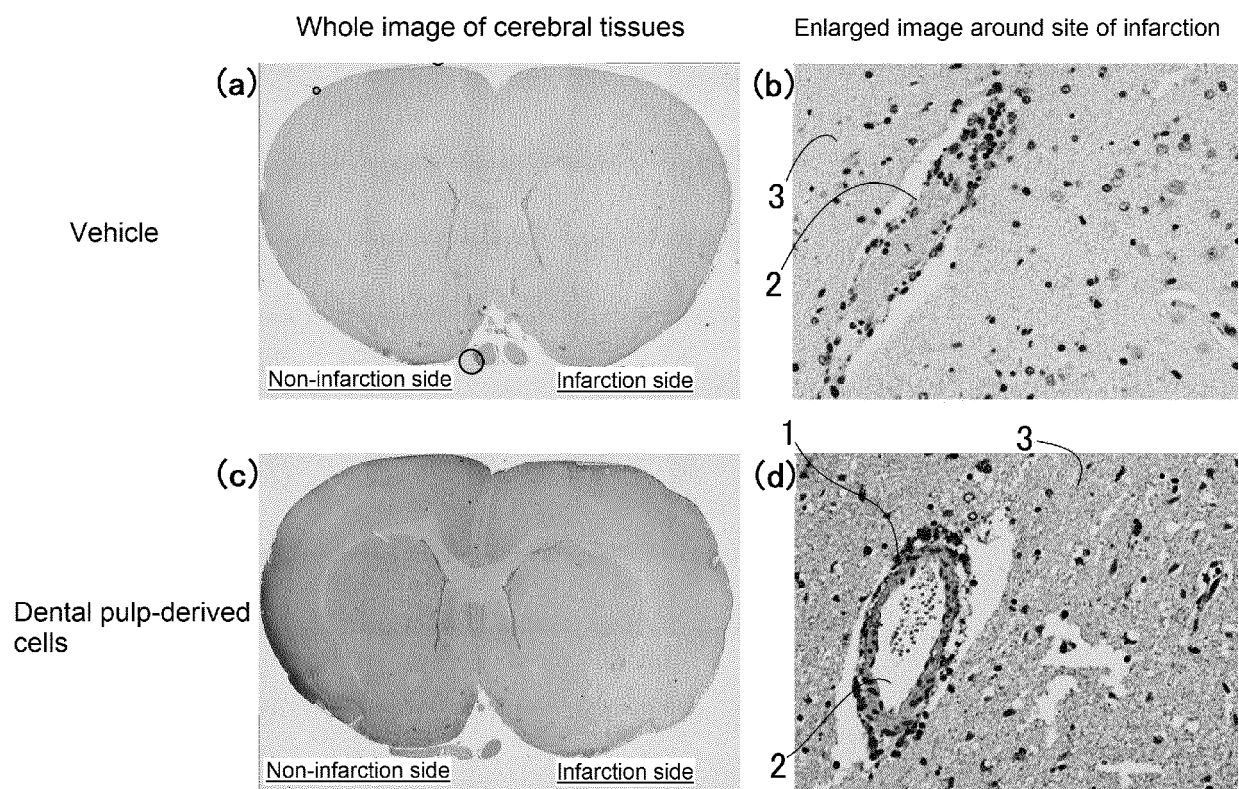 Whole image of cerebral tissues
Enlarged image around site of infarction
(a)
(b)
Vehicle
3
2
Non-infarction side
Infarction side
(c)
(d)
1
3
Dental pulp-derived
cells
2
Non-infarction side
Infarction side